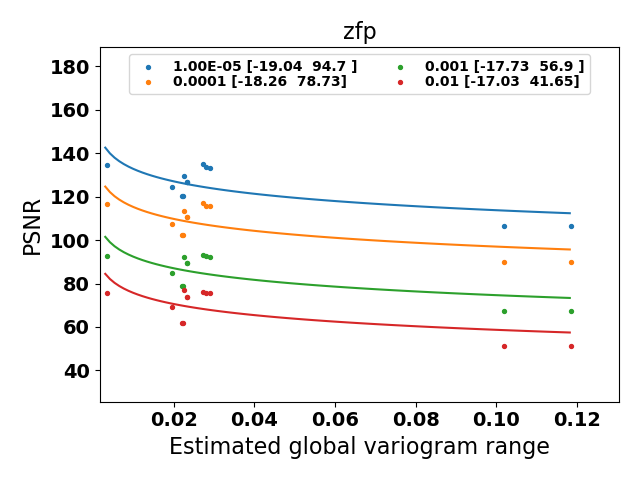 zfp
1.00E-05 [-19.04  94.7 ]
0.0001 [-18.26  78.73]
0.001 [-17.73  56.9 ]
0.01 [-17.03  41.65]
180
160
140
120
100
80
60
40
PSNR
0.02 0.04 0.06 0.08 0.10 0.12
Estimated global variogram range